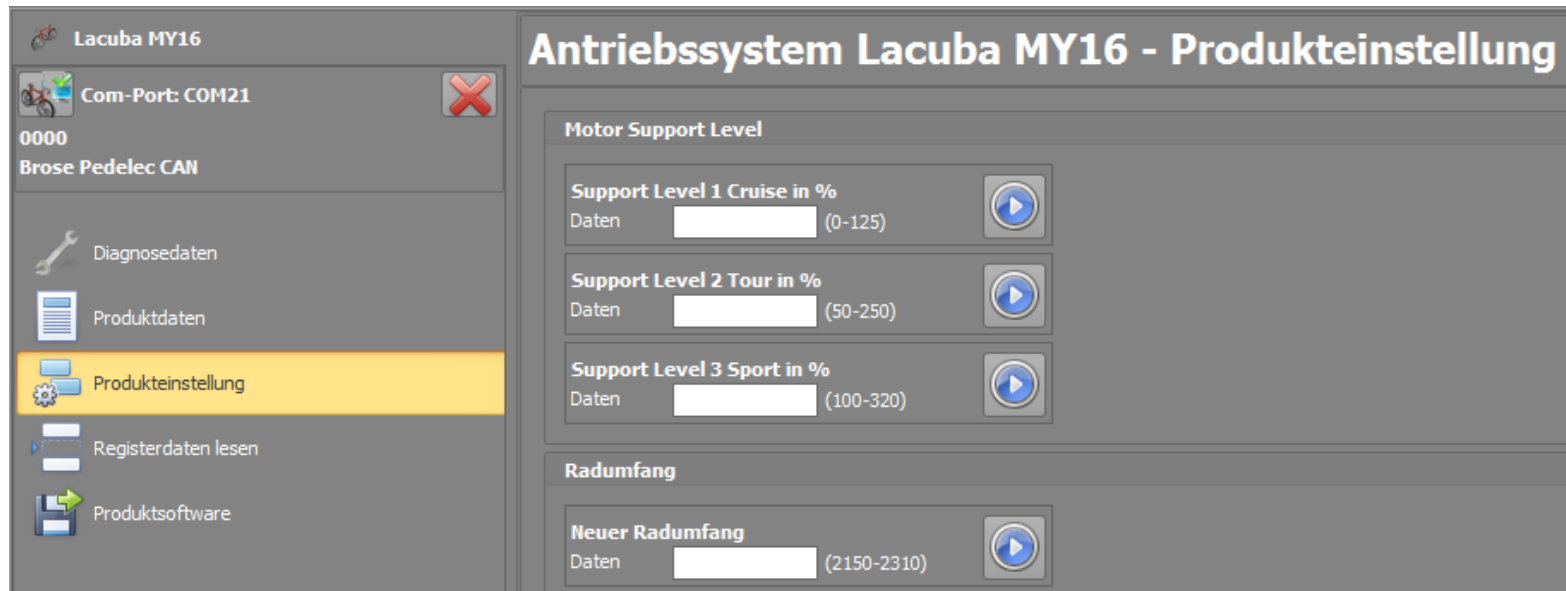 Lacuba MY16
Com-Port: COM21
0000
Brose Pedelec CAN
Diagnosedaten
Produktdaten
Produkteinstellung
Registerdaten lesen
Produktsoftware
Antriebssystem Lacuba MY16 - Produkteinstellung
Motor Support Level
Support Level 1 Cruise in %
Daten (0-125)
Support Level 2 Tour in %
Daten (50-250)
Support Level 3 Sport in %
Daten (100-320)
Radumfang
Neuer Radumfang
Daten (2150-2310)